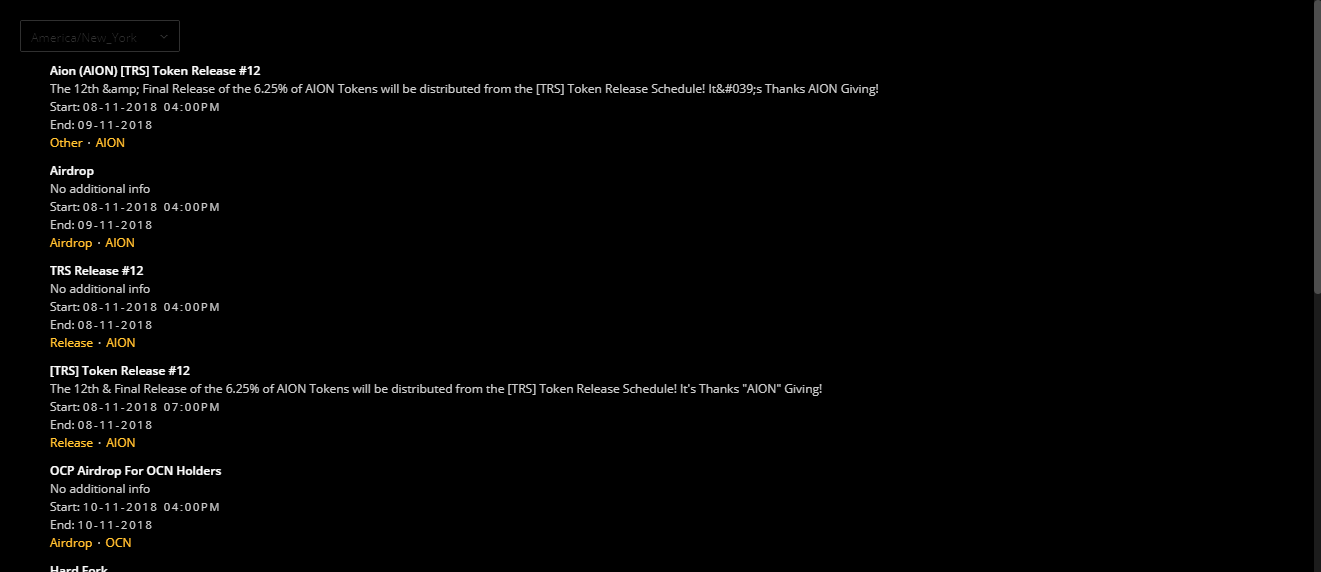 America/New_York
Aion (AION) [TRS] Token Release #12
The 12th &amp; Final Release of the 6.25% of AION Tokens will be distributed from the [TRS] Token Release Schedule! It&#039;s Thanks AION Giving!
Start: 08-11-2018 04:00PM
End: 09-11-2018
Other · AION
Airdrop
No additional info
Start: 08-11-2018 04:00PM
End: 09-11-2018
Airdrop · AION
TRS Release #12
No additional info
Start: 08-11-2018 04:00PM
End: 08-11-2018
Release · AION
[TRS] Token Release #12
The 12th & Final Release of the 6.25% of AION Tokens will be distributed from the [TRS] Token Release Schedule! It's Thanks "AION" Giving!
Start: 08-11-2018 07:00PM
End: 08-11-2018
Release · AION
OCP Airdrop For OCN Holders
No additional info
Start: 10-11-2018 04:00PM
End: 10-11-2018
Airdrop · OCN
Hard Fork